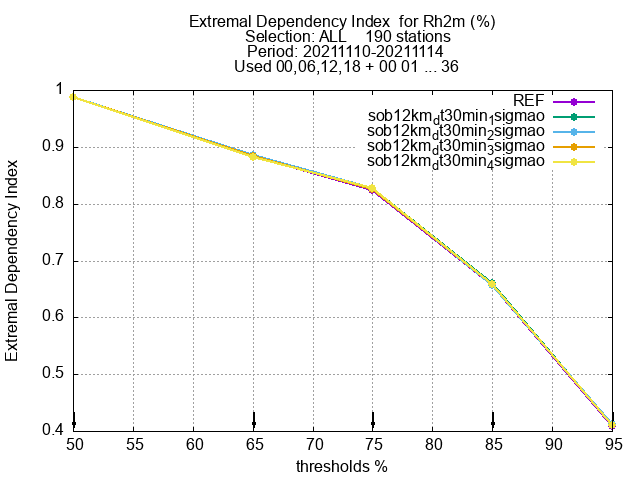 Extremal Dependency Index  for Rh2m (%)
Selection: ALL    190 stations
Period: 20211110-20211114
Used 00,06,12,18 + 00 01 ... 36
REF
sob12km_dt30min_1sigmao
sob12km_dt30min_2sigmao
sob12km_dt30min_3sigmao
sob12km_dt30min_4sigmao
Extremal Dependency Index
1
0.9
0.8
0.7
0.6
0.5
0.4
50 55 60 65 70 75 80 85 90 95
thresholds %